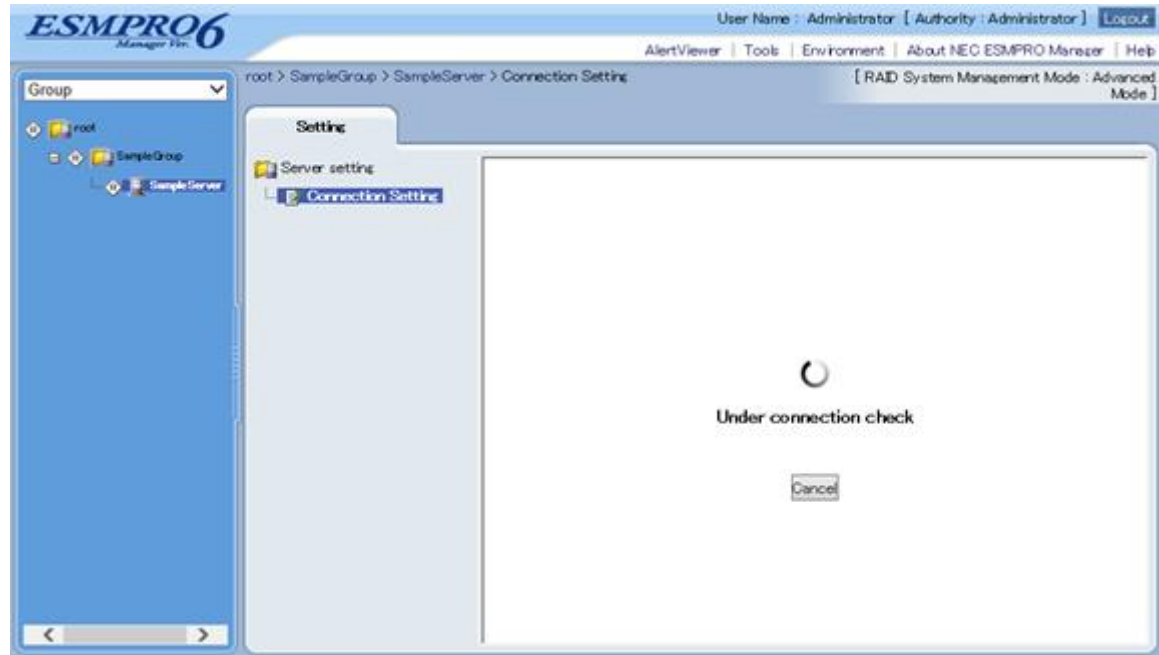 ESMPRO6
Manager Ver.
User Name : Administrator [ Authority : Administrator ] Logout
AlertViewer | Tools | Environment | About NEC ESMPRO Manager | Help
Group
root > SampleGroup > SampleServer > Connection Setting
[ RAID System Management Mode : Advanced
Mode ]
root
SampleGroup
SampleServer
Setting
Server setting
Connection Setting
Under connection check
Cancel